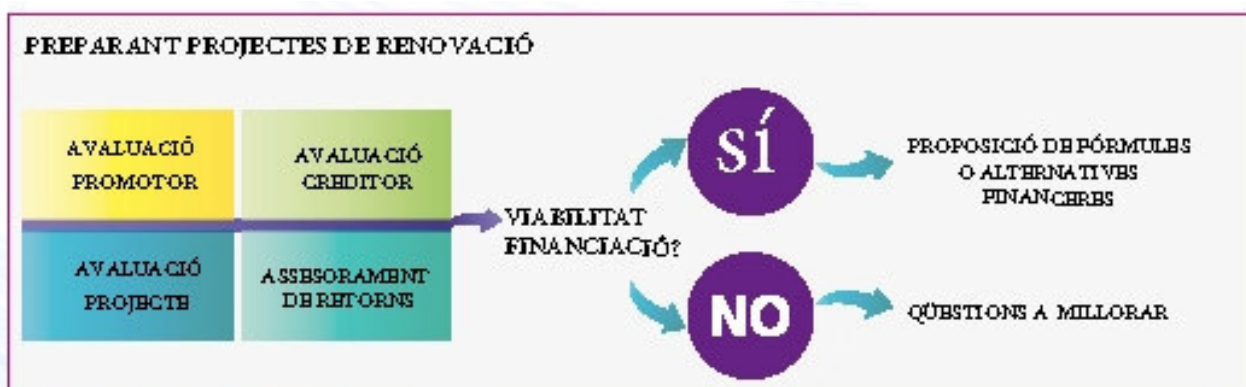 PREPARANT PROJECTES DE RENOVACIÓ
AVALUACIÓ
PROMOTOR
AVALUACIÓ
CREDITOR
AVALUACIÓ
PROJECTE
ASSESORAMENT
DE RETORNS
VIABILITAT
FINANCIACIÓ?
SÍ
PROPOSICIÓ DE FÓRMULES
O ALTERNATIVES
FINANCERES
NO
QÜESTIONS A MILLORAR